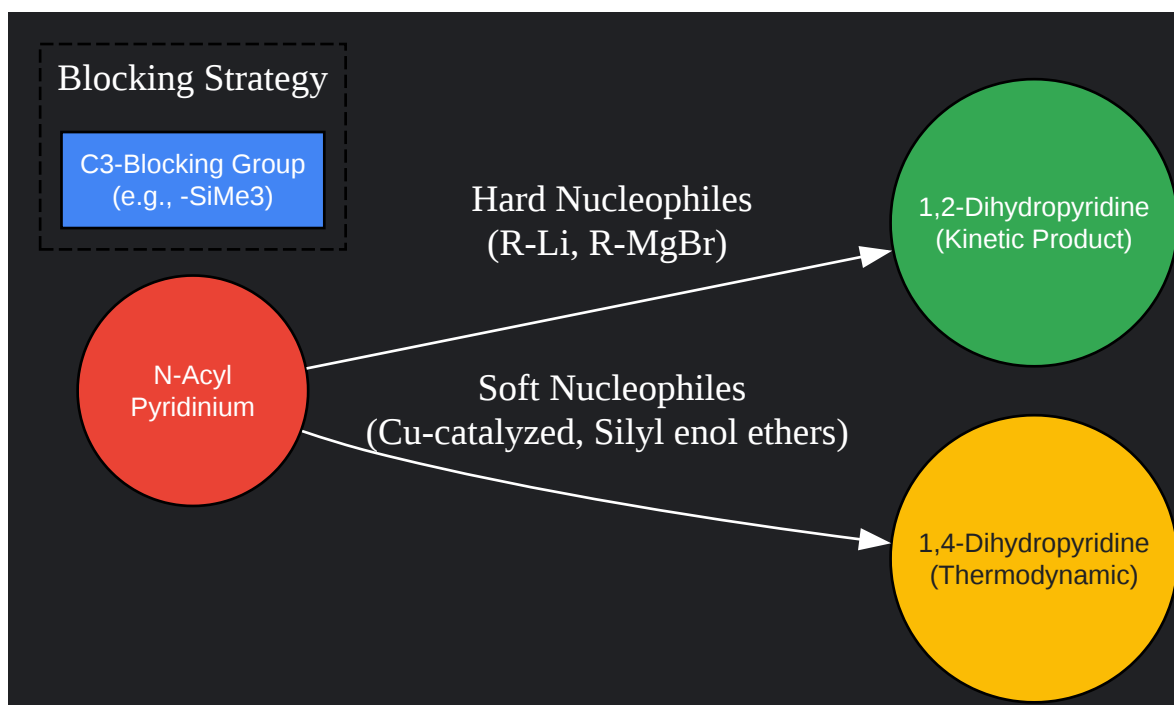 Blocking Strategy
C3-Blocking Group
(e.g., -SiMe3)
Hard Nucleophiles
(R-Li, R-MgBr)
1,2-Dihydropyridine
(Kinetic Product)
N-Acyl
Pyridinium
Soft Nucleophiles
(Cu-catalyzed, Silyl enol ethers)
1,4-Dihydropyridine
(Thermodynamic)